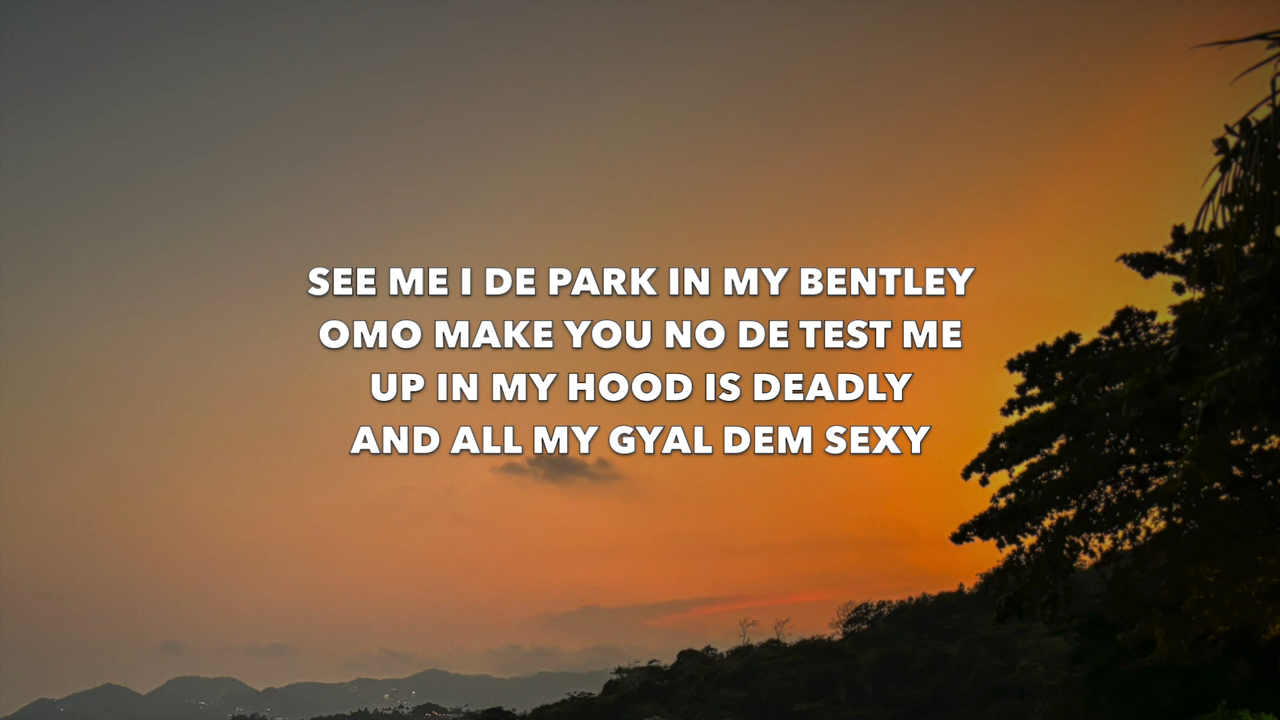 SEE ME I DE PARK IN MY BENTLEY
OMO MAKE YOU NO DE TEST ME
UP IN MY HOOD IS DEADLY
AND ALL MY GYAL DEM SEXY